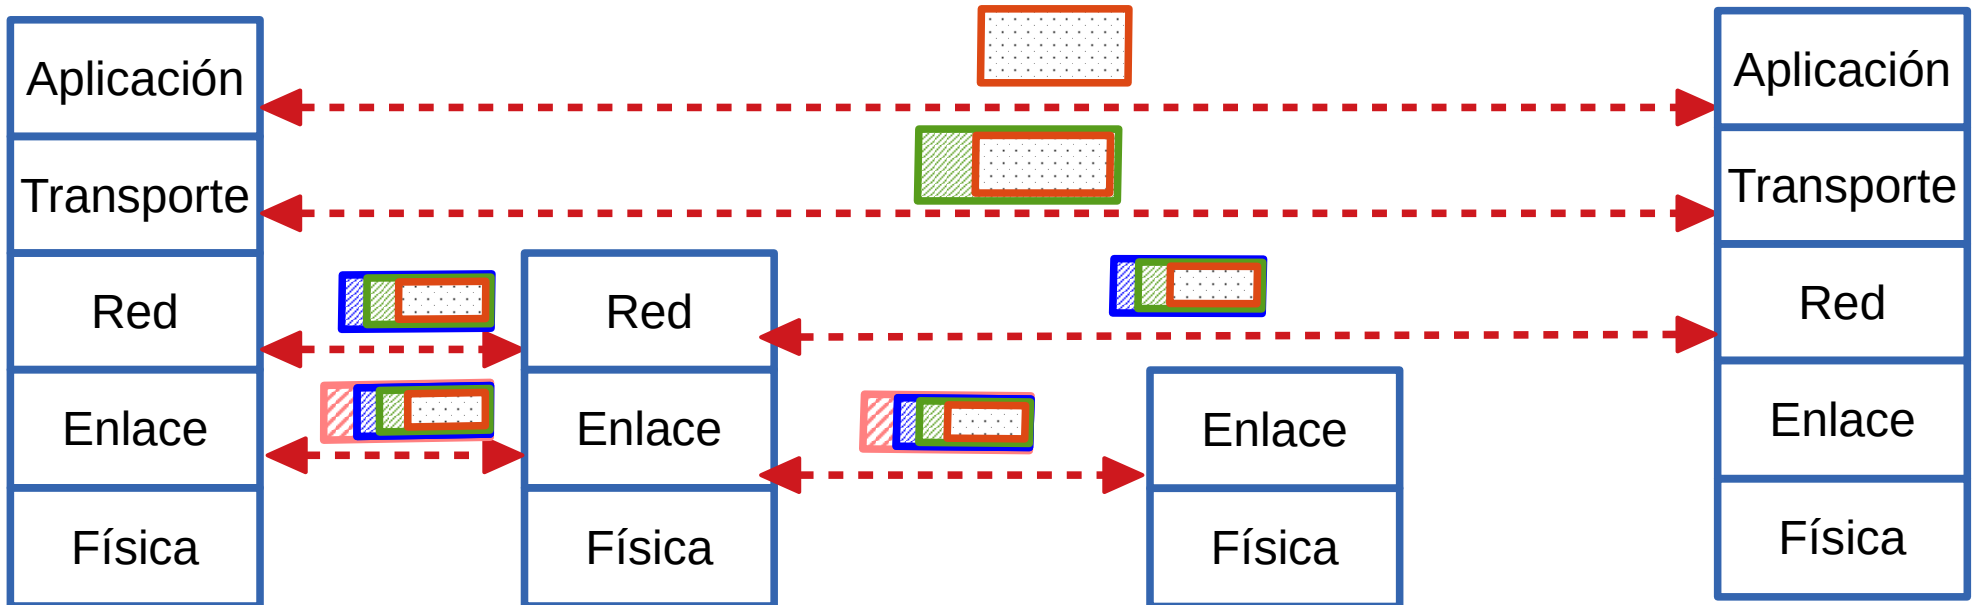 Aplicación
Transporte
Red
Enlace
Física
Red
Enlace
Física
Enlace
Física
Aplicación
Transporte
Red
Enlace
Física